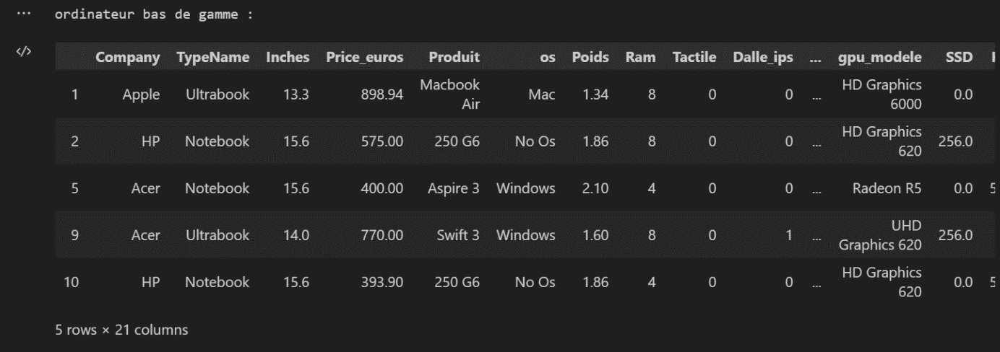 ... ordinateur bas de gamme :
</>
Company TypeName Inches Price_euros Produit os Poids Ram Tactile Dalle_ips ... gpu_modele SSD
1 Apple Ultrabook 13.3 898.94 Macbook Air Mac 1.34 8 0 0 ... HD Graphics 6000 0.0
2 HP Notebook 15.6 575.00 250 G6 No Os 1.86 8 0 0 ... HD Graphics 620 256.0
5 Acer Notebook 15.6 400.00 Aspire 3 Windows 2.10 4 0 0 ... Radeon R5 0.0 5
9 Acer Ultrabook 14.0 770.00 Swift 3 Windows 1.60 8 0 1 ... UHD Graphics 620 256.0
10 HP Notebook 15.6 393.90 250 G6 No Os 1.86 4 0 0 ... HD Graphics 620 0.0 5
5 rows × 21 columns